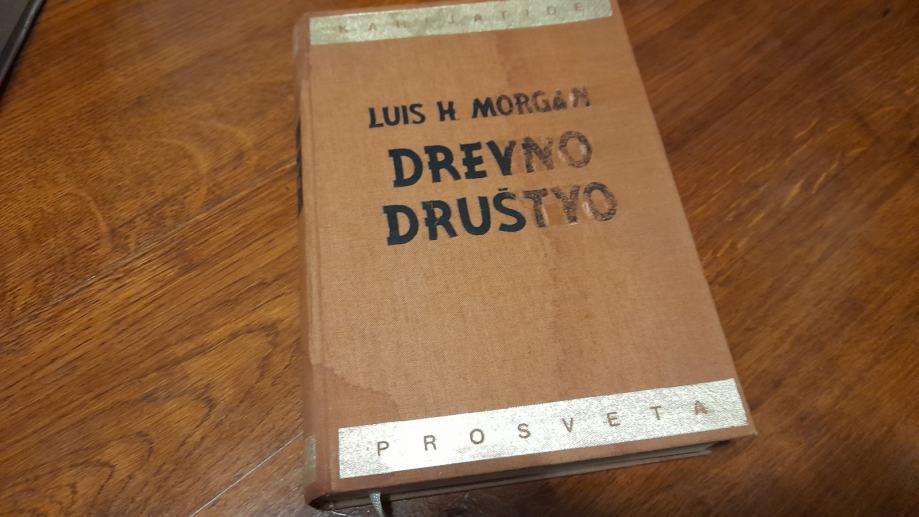 KARIJATIDE
LUIS H. MORGAN
DREVNO
DRUŠTVO
PROSVETA